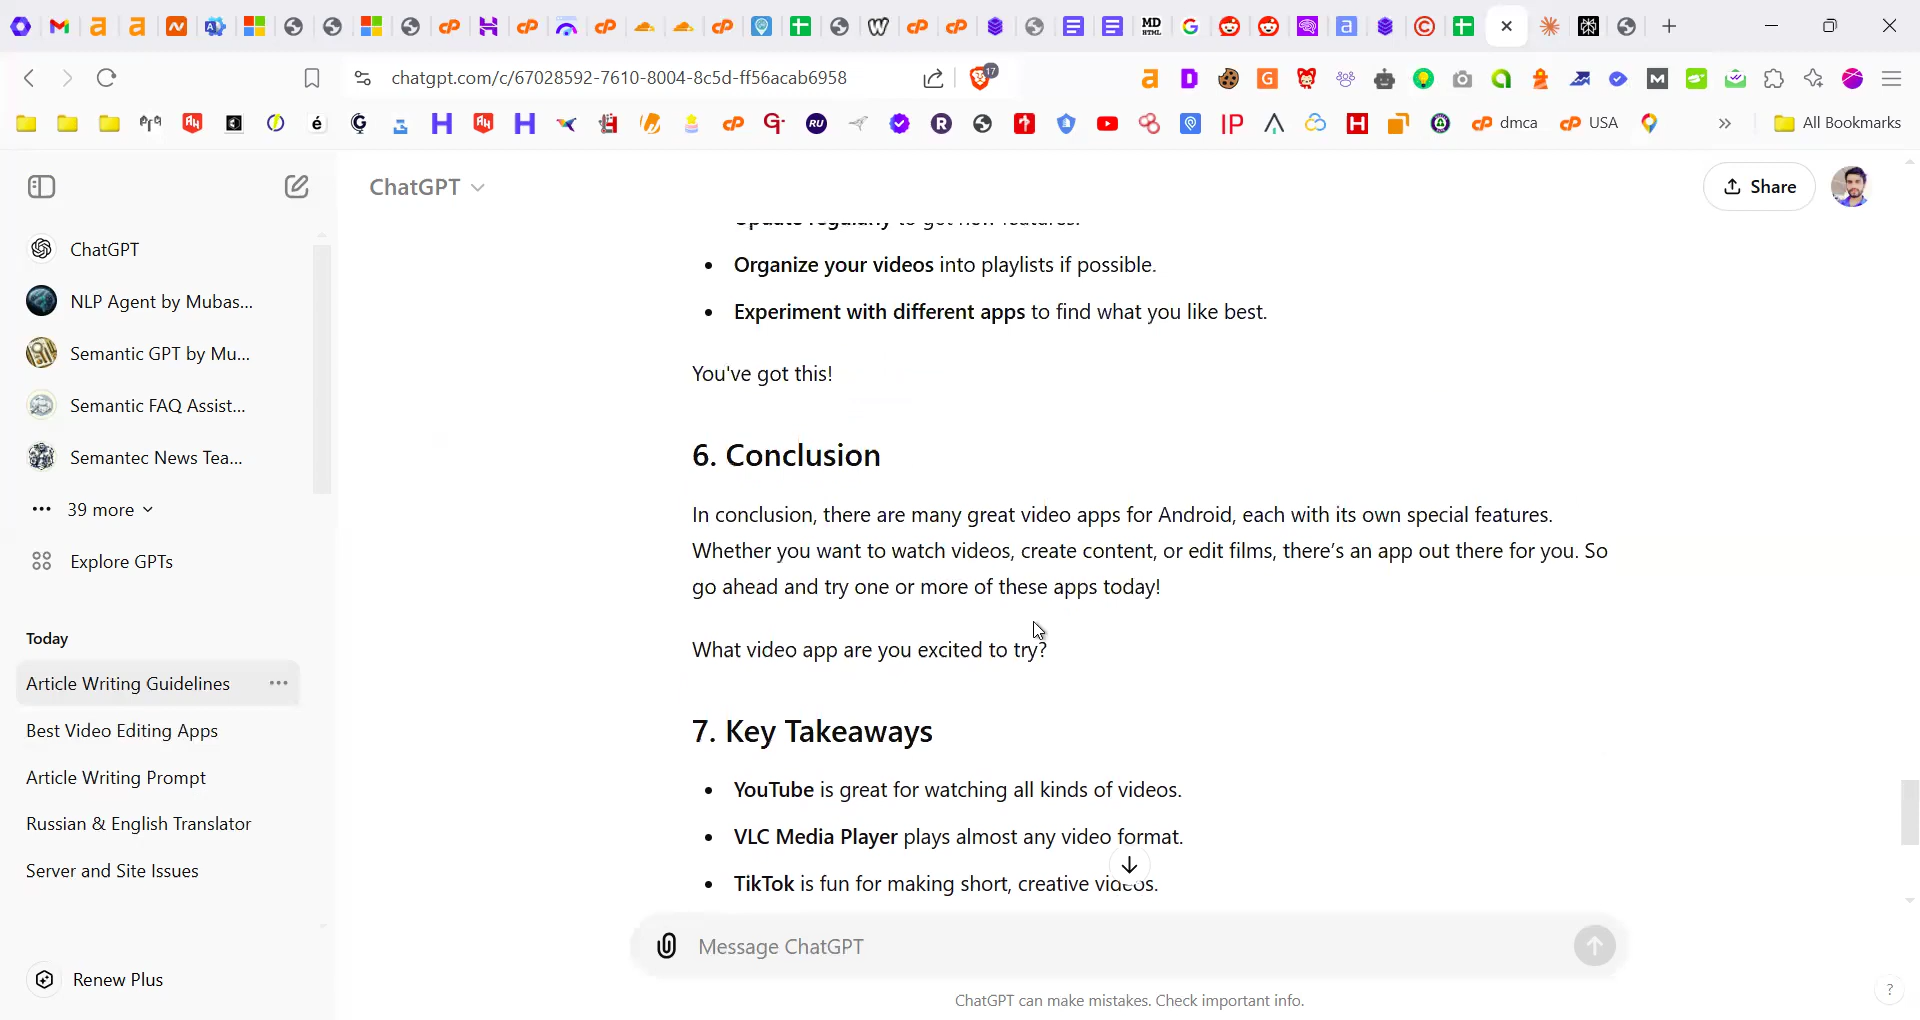 chatgpt.com/c/67028592-7610-8004-8c5d-ff56acab6958
17
dmca
USA
All Bookmarks
ChatGPT
Share
ChatGPT
NLP Agent by Mubas...
Semantic GPT by Mu...
Semantic FAQ Assist...
Semantec News Tea...
39 more
Explore GPTs
Today
Article Writing Guidelines
Best Video Editing Apps
Article Writing Prompt
Russian & English Translator
Server and Site Issues
Renew Plus
Update regularly to get new features.
• Organize your videos into playlists if possible.
• Experiment with different apps to find what you like best.
You've got this!
6. Conclusion
In conclusion, there are many great video apps for Android, each with its own special features.
Whether you want to watch videos, create content, or edit films, there’s an app out there for you. So
go ahead and try one or more of these apps today!
What video app are you excited to try?
7. Key Takeaways
• YouTube is great for watching all kinds of videos.
• VLC Media Player plays almost any video format.
• TikTok is fun for making short, creative videos.
Message ChatGPT
ChatGPT can make mistakes. Check important info.
?